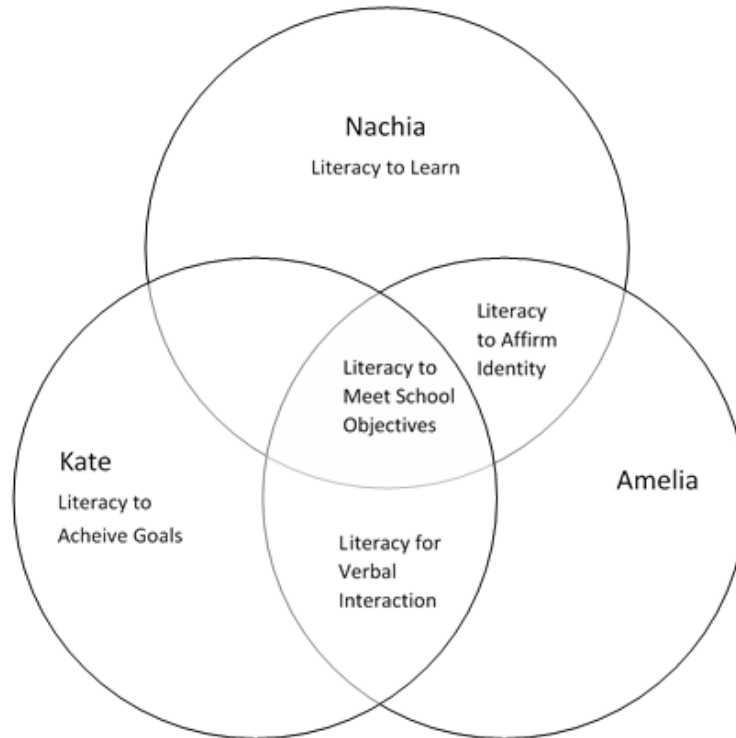 Nachia
Literacy to Learn
Literacy
to Affirm
Identity
Literacy to
Meet School
Objectives
Kate
Literacy to
Acheive Goals
Amelia
Literacy for
Verbal
Interaction